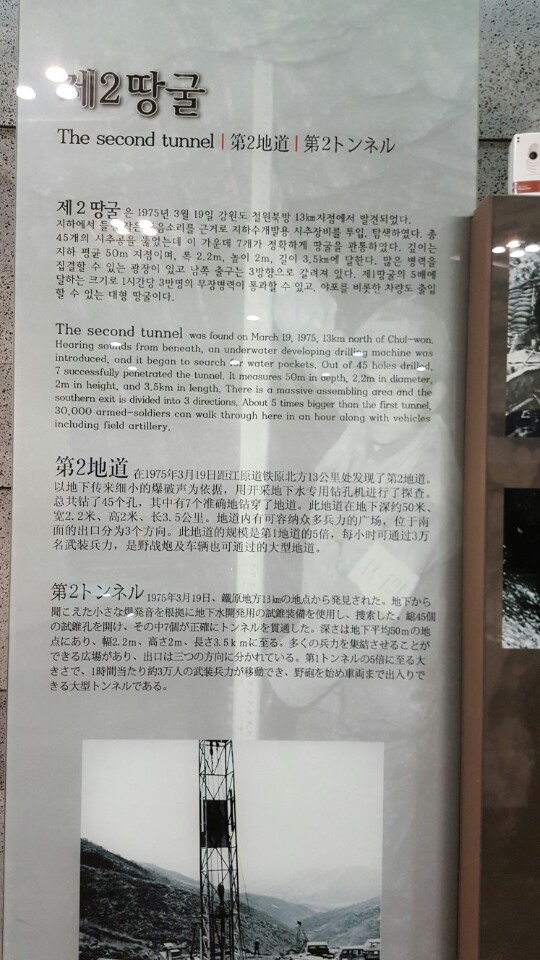 제2땅굴
The second tunnel | 第2地道 | 第2トンネル
제2땅굴은 1975년 3월 19일 강원도 철원북방 13㎞지점에서 발견되었다.
지하에서 작은 근거로 지하수개발용 시추장비를 투입, 탐색하였다. 총
45개의 시추공을 뚫었는데 이 가운데 7개가 정확하게 땅굴을 관통하였다. 깊이는
지하 평균 50m 지점이며, 폭 2.2m, 높이 2m, 길이 3.5km에 달한다. 많은 병력을
집결할 수 있는 광장이 있고 남쪽 출구는 3방향으로 갈려져 있다. 제1땅굴의 5배에
달하는 크기로 1시간당 3만명의 무장병력이 통과할 수 있고, 야포를 비롯한 차량도 출입
할 수 있는 대형 땅굴이다.
The second tunnel was found on March 19, 1975, 13km north of Chul-won.
Hearing sounds from beneath, an underwater developing drilling machine was
introduced, and it began to search for water pockets. Out of 45 holes drilled,
7 successfully penetrated the tunnel. It measures 50m in depth, 2.2m in diameter,
2m in height, and 3.5km in length. There is a massive assembling area and the
southern exit is divided into 3 directions. About 5 times bigger than the first tunnel,
30,000 armed-soldiers can walk through here in an hour along with vehicles
including field artillery.
第2地道 在1975年3月19日距江原道铁原北方13公里处发现了第2地道。
以地下传来细小的爆破声为依据，用开采地下水专用钻孔机进行了探查。
总共钻了45个孔，其中有7个准确地钻穿了地道。此地道在地下深约50米、
宽2.2米、高2米、长3.5公里。地道内有可容纳众多兵力的广场，位于南
面的出口分为3个方向。此地道的规模是第1地道的5倍，每小时可通过3万
名武装兵力，是野战炮及车辆也可通过的大型地道。
第2トンネル 1975年3月19日、鐵原地方13㎞の地点から発見された。地下から
聞こえた小さな爆発音を根拠に地下水開発用の試錐装備を使用し、捜索した。総45個
の試錐孔を開け、その中7個が正確にトンネルを貫通した。深さは地下平均50mの地
点にあり、幅2.2m、高さ2m、長さ3.5kmに至る。多くの兵力を集結させることが
できる広場があり、出口は三つの方向に分かれている。第1トンネルの5倍に至る大
きさで、1時間当たり約3万人の武装兵力が移動でき、野砲を始め車両まで出入りで
きる大型トンネルである。